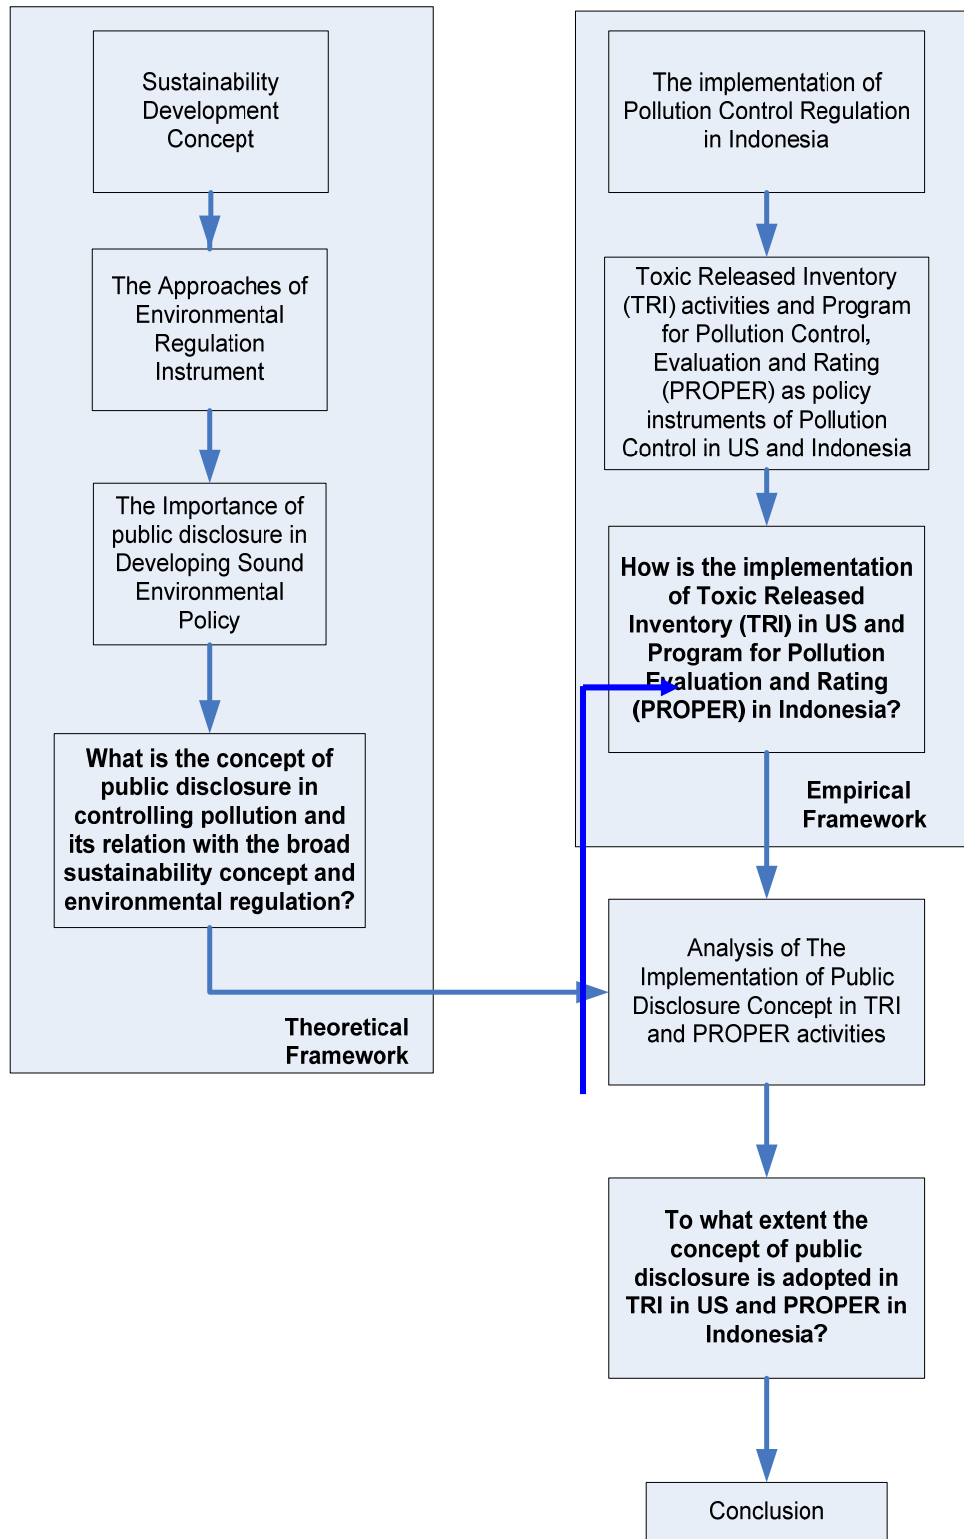 Sustainability
Development
Concept
The Approaches of
Environmental
Regulation
Instrument
The Importance of
public disclosure in
Developing Sound
Environmental
Policy
What is the concept of
public disclosure in
controlling pollution and
its relation with the broad
sustainability concept and
environmental regulation?
Theoretical
Framework
The implementation of
Pollution Control Regulation
in Indonesia
Toxic Released Inventory
(TRI) activities and Program
for Pollution Control,
Evaluation and Rating
(PROPER) as policy
instruments of Pollution
Control in US and Indonesia
How is the implementation
of Toxic Released
Inventory (TRI) in US and
Program for Pollution
Evaluation and Rating
(PROPER) in Indonesia?
Empirical
Framework
Analysis of The
Implementation of Public
Disclosure Concept in TRI
and PROPER activities
To what extent the
concept of public
disclosure is adopted in
TRI in US and PROPER in
Indonesia?
Conclusion